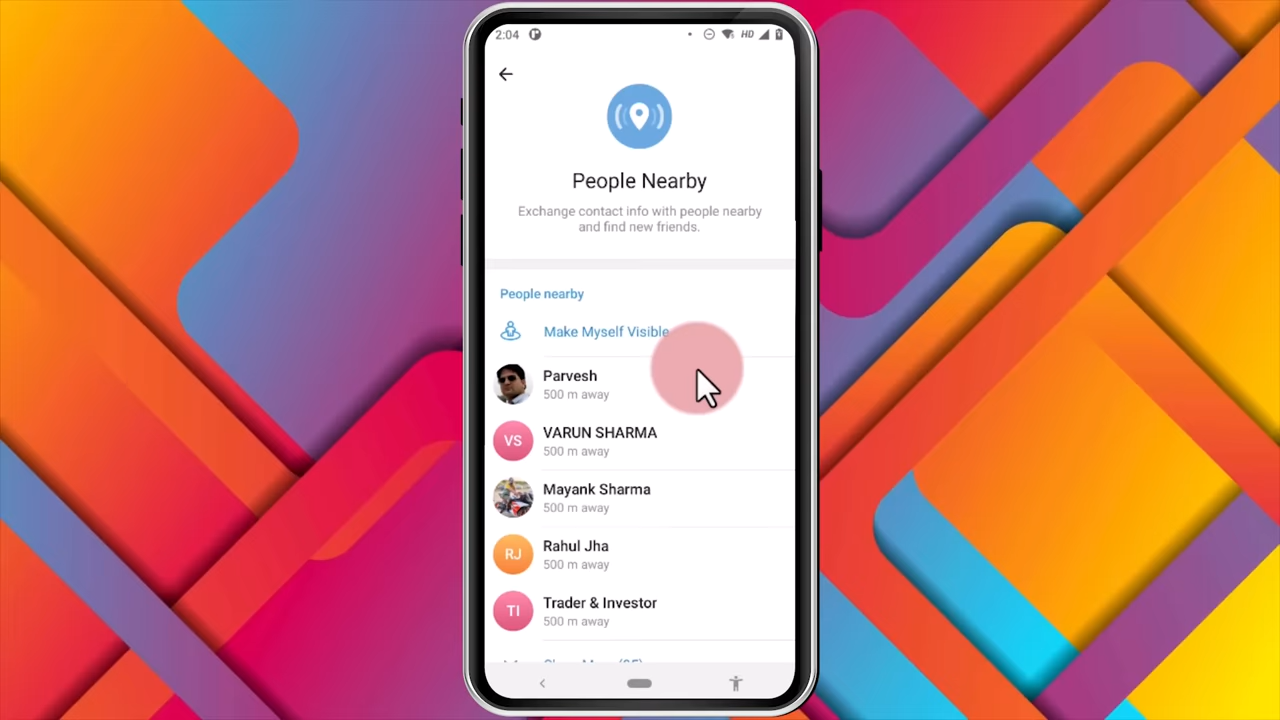 2:04
HD
People Nearby
Exchange contact info with people nearby
and find new friends.
People nearby
Make Myself Visible
Parvesh
500 m away
VS
VARUN SHARMA
500 m away
Mayank Sharma
500 m away
RJ
Rahul Jha
500 m away
TI
Trader & Investor
500 m away